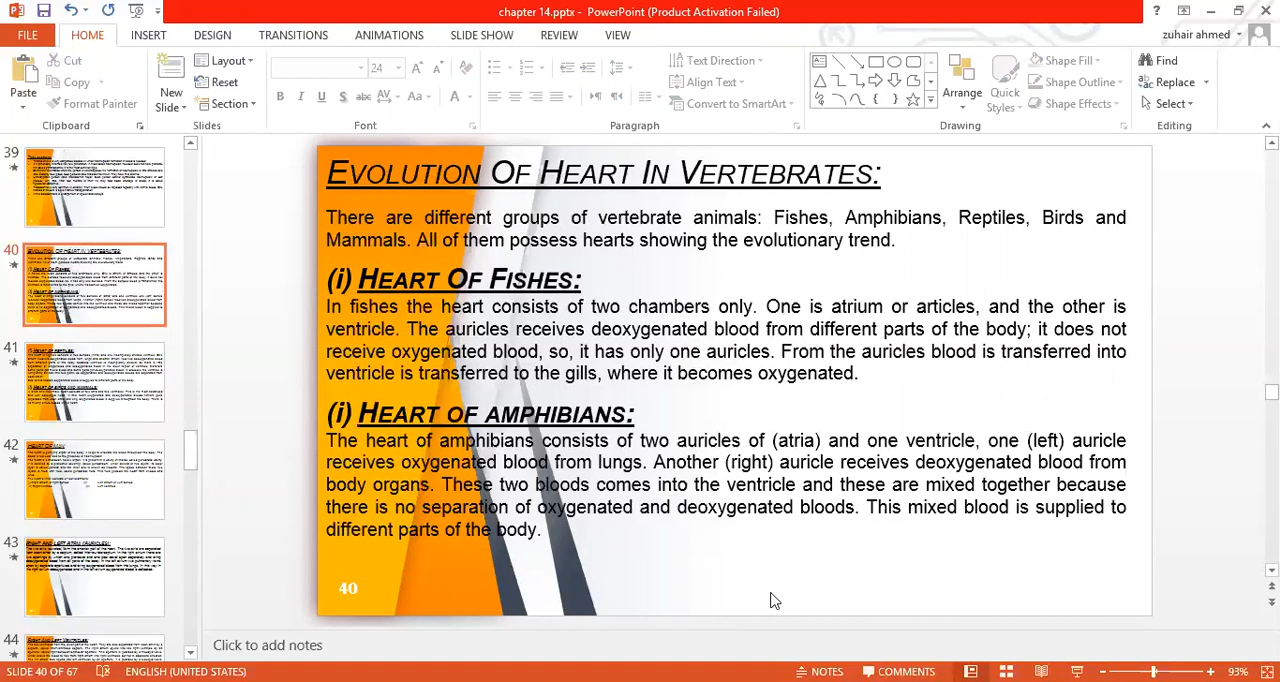 chapter 14.pptx - PowerPoint (Product Activation Failed)
FILE HOME INSERT DESIGN TRANSITIONS ANIMATIONS SLIDE SHOW REVIEW VIEW zuhair ahmed
Cut
Copy
Format Painter
Paste
Clipboard
New Slide
Layout
Reset
Section
Slides
24
B I U S abc AV Aa A
Font
Text Direction
Align Text
Convert to SmartArt
Paragraph
Arrange
Quick Styles
Shape Fill
Shape Outline
Shape Effects
Drawing
Find
Replace
Select
Editing
39
40
41
42
43
44
EVOLUTION OF HEART IN VERTEBRATES:
There are different groups of vertebrate animals: Fishes, Amphibians, Reptiles, Birds and
Mammals. All of them possess hearts showing the evolutionary trend.
(i) HEART OF FISHES:
In fishes the heart consists of two chambers only. One is atrium or articles, and the other is
ventricle. The auricles receives deoxygenated blood from different parts of the body; it does not
receive oxygenated blood, so, it has only one auricles. From the auricles blood is transferred into
ventricle is transferred to the gills, where it becomes oxygenated.
(i) HEART OF AMPHIBIANS:
The heart of amphibians consists of two auricles of (atria) and one ventricle, one (left) auricle
receives oxygenated blood from lungs. Another (right) auricle receives deoxygenated blood from
body organs. These two bloods comes into the ventricle and these are mixed together because
there is no separation of oxygenated and deoxygenated bloods. This mixed blood is supplied to
different parts of the body.
40
Click to add notes
SLIDE 40 OF 67 ENGLISH (UNITED STATES) NOTES COMMENTS 93%